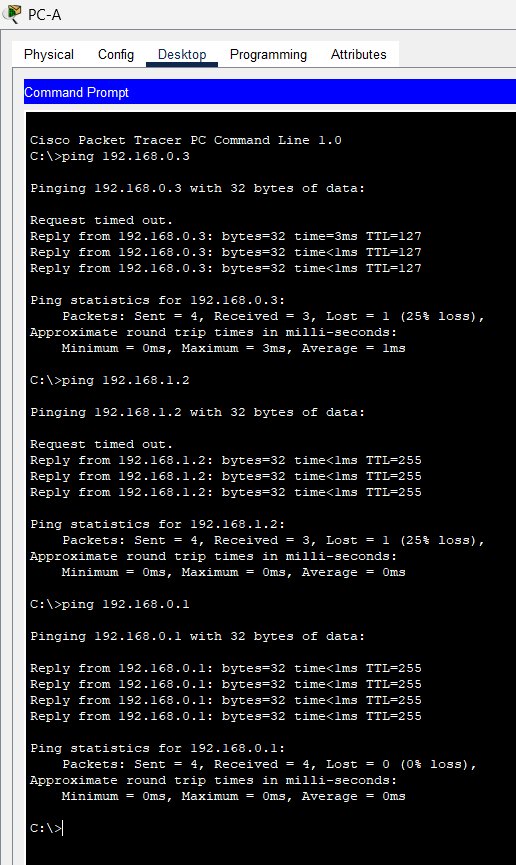 PC-A
Physical Config Desktop Programming Attributes
Command Prompt
Cisco Packet Tracer PC Command Line 1.0
C:\>ping 192.168.0.3
Pinging 192.168.0.3 with 32 bytes of data:
Request timed out.
Reply from 192.168.0.3: bytes=32 time=3ms TTL=127
Reply from 192.168.0.3: bytes=32 time<1ms TTL=127
Reply from 192.168.0.3: bytes=32 time<1ms TTL=127
Ping statistics for 192.168.0.3:
Packets: Sent = 4, Received = 3, Lost = 1 (25% loss),
Approximate round trip times in milli-seconds:
Minimum = 0ms, Maximum = 3ms, Average = 1ms
C:\>ping 192.168.1.2
Pinging 192.168.1.2 with 32 bytes of data:
Request timed out.
Reply from 192.168.1.2: bytes=32 time<1ms TTL=255
Reply from 192.168.1.2: bytes=32 time<1ms TTL=255
Reply from 192.168.1.2: bytes=32 time<1ms TTL=255
Ping statistics for 192.168.1.2:
Packets: Sent = 4, Received = 3, Lost = 1 (25% loss),
Approximate round trip times in milli-seconds:
Minimum = 0ms, Maximum = 0ms, Average = 0ms
C:\>ping 192.168.0.1
Pinging 192.168.0.1 with 32 bytes of data:
Reply from 192.168.0.1: bytes=32 time<1ms TTL=255
Reply from 192.168.0.1: bytes=32 time<1ms TTL=255
Reply from 192.168.0.1: bytes=32 time<1ms TTL=255
Reply from 192.168.0.1: bytes=32 time<1ms TTL=255
Ping statistics for 192.168.0.1:
Packets: Sent = 4, Received = 4, Lost = 0 (0% loss),
Approximate round trip times in milli-seconds:
Minimum = 0ms, Maximum = 0ms, Average = 0ms
C:\>